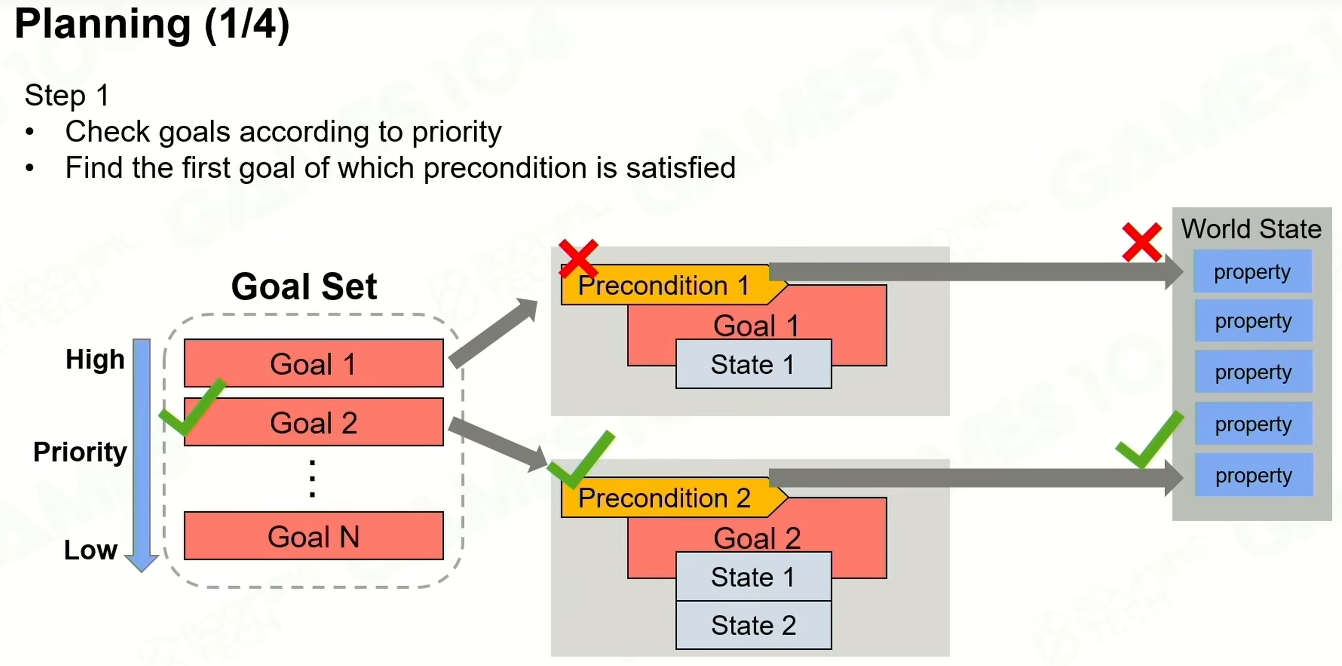 Planning (1/4)
Step 1
• Check goals according to priority
• Find the first goal of which precondition is satisfied
Goal Set
High
Priority
Low
Goal 1
Goal 2
Goal N
Precondition 1
Goal 1
State 1
Precondition 2
Goal 2
State 1
State 2
World State
property
property
property
property
property
GAMES104